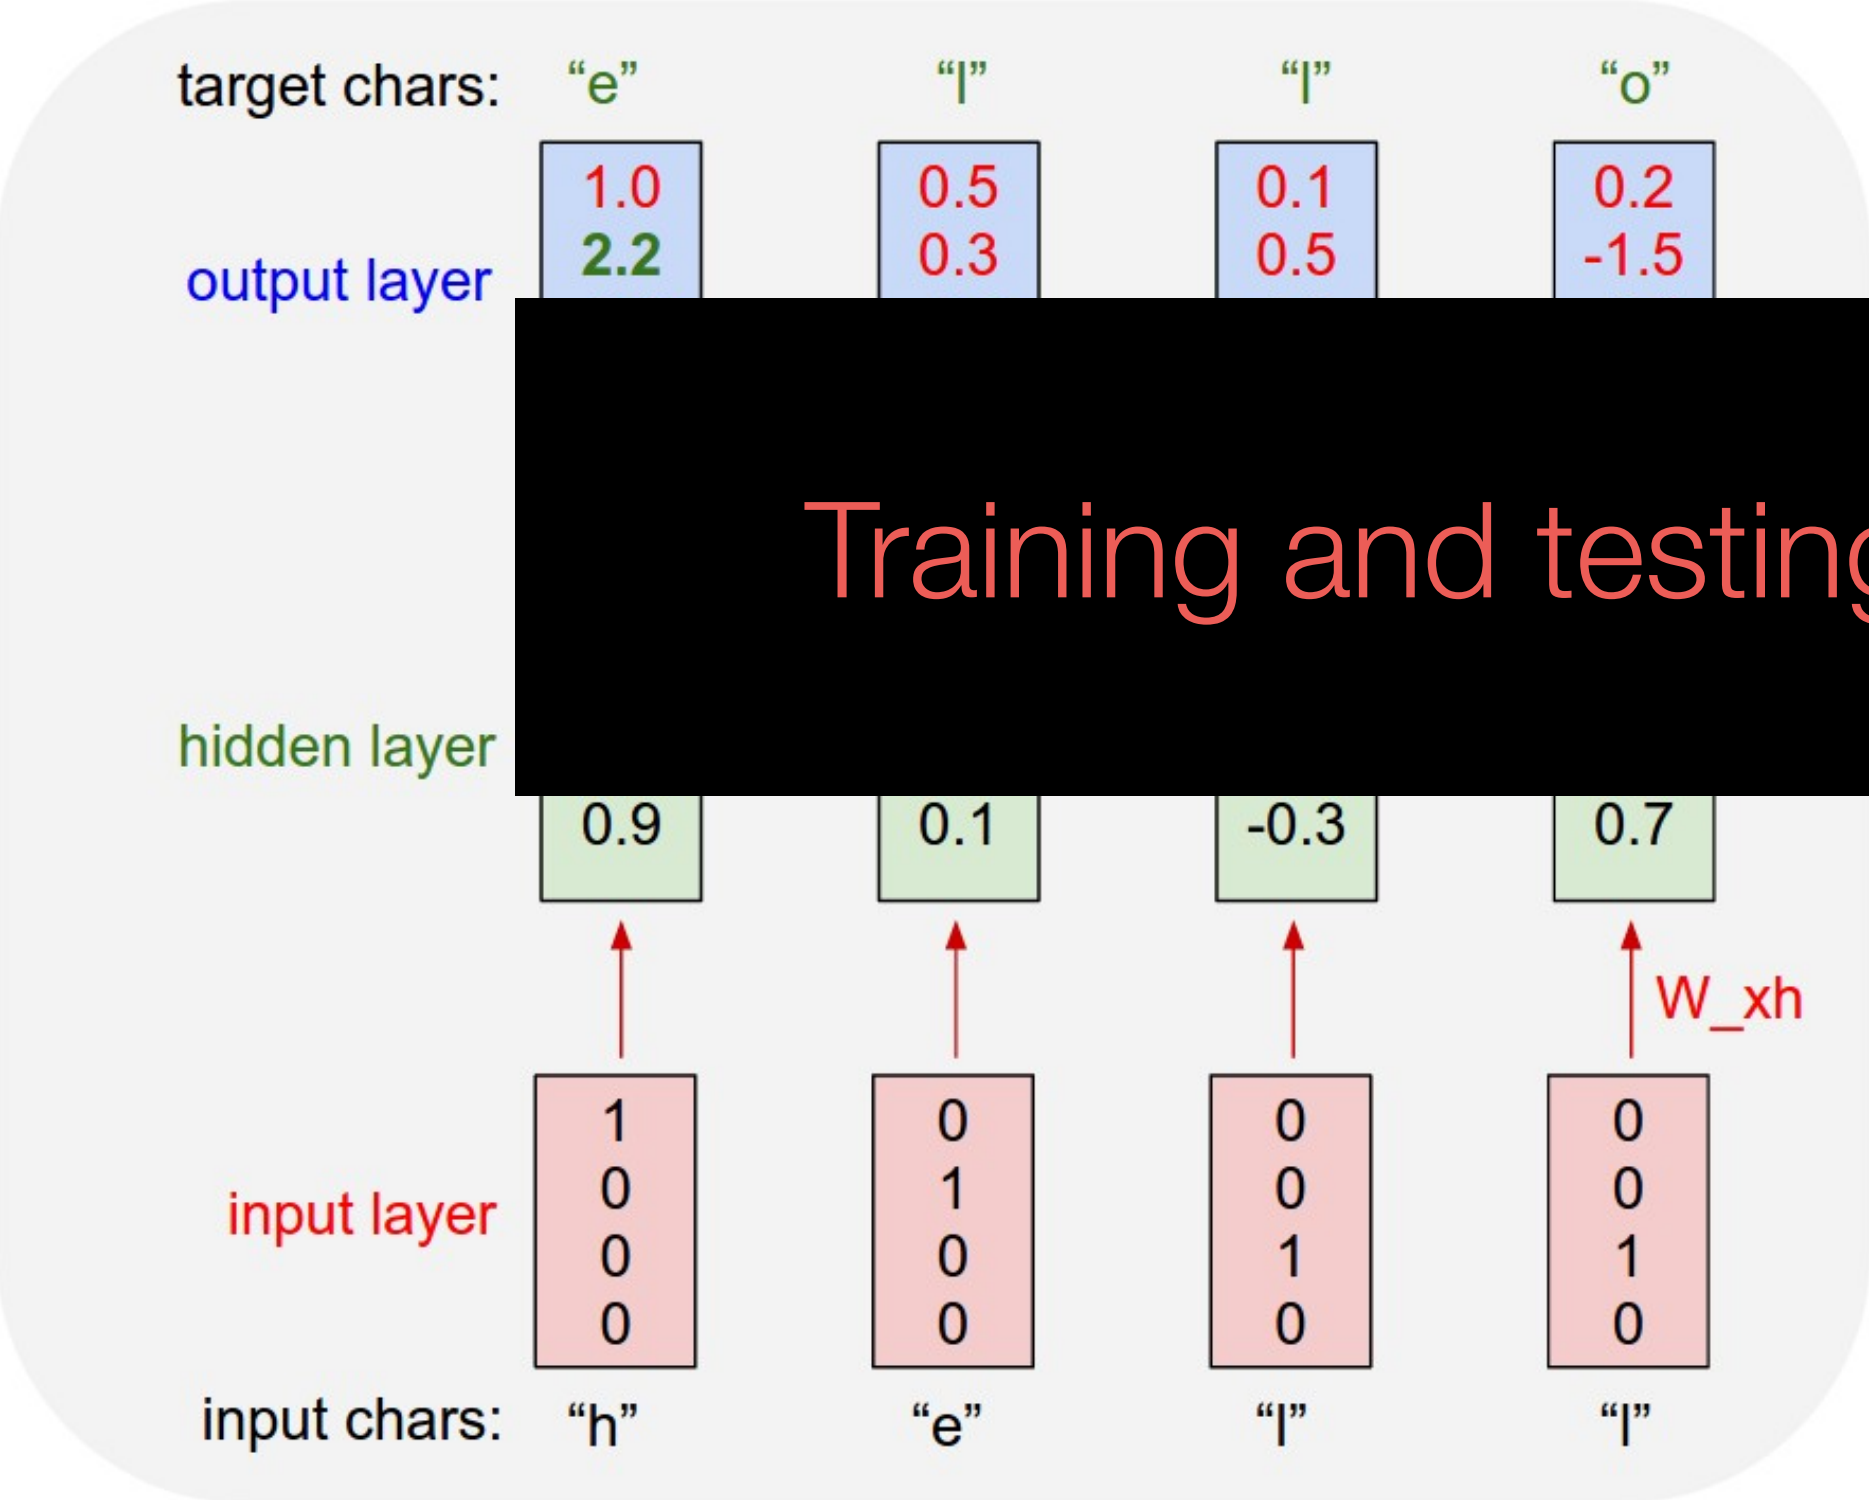 target chars: “e” “l” “l” “o”
1.0 0.5 0.1 0.2
2.2 0.3 0.5 -1.5
output layer
Training and testing
hidden layer
0.9 0.1 -0.3 0.7
W_xh
1 0 0 0
0 1 0 0
input layer
0 0 1 1
0 0 0 0
input chars: “h” “e” “l” “l”